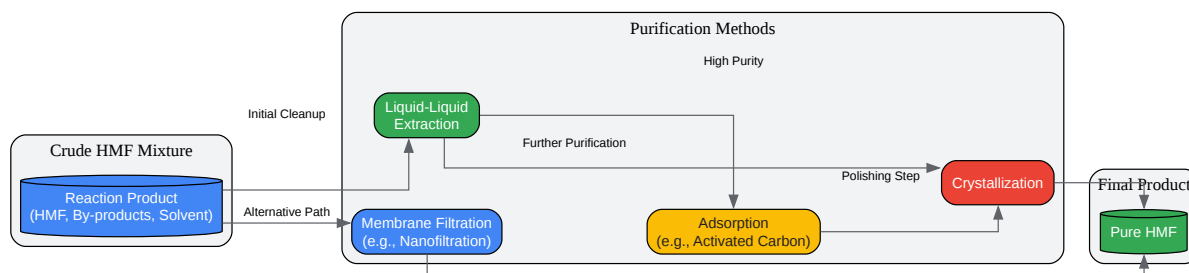 Purification Methods
High Purity
Liquid-Liquid
Extraction
Initial Cleanup
Further Purification
Crude HMF Mixture
Reaction Product
(HMF, By-products, Solvent)
Alternative Path
Membrane Filtration
(e.g., Nanofiltration)
Adsorption
(e.g., Activated Carbon)
Polishing Step
Crystallization
Final Product
Pure HMF